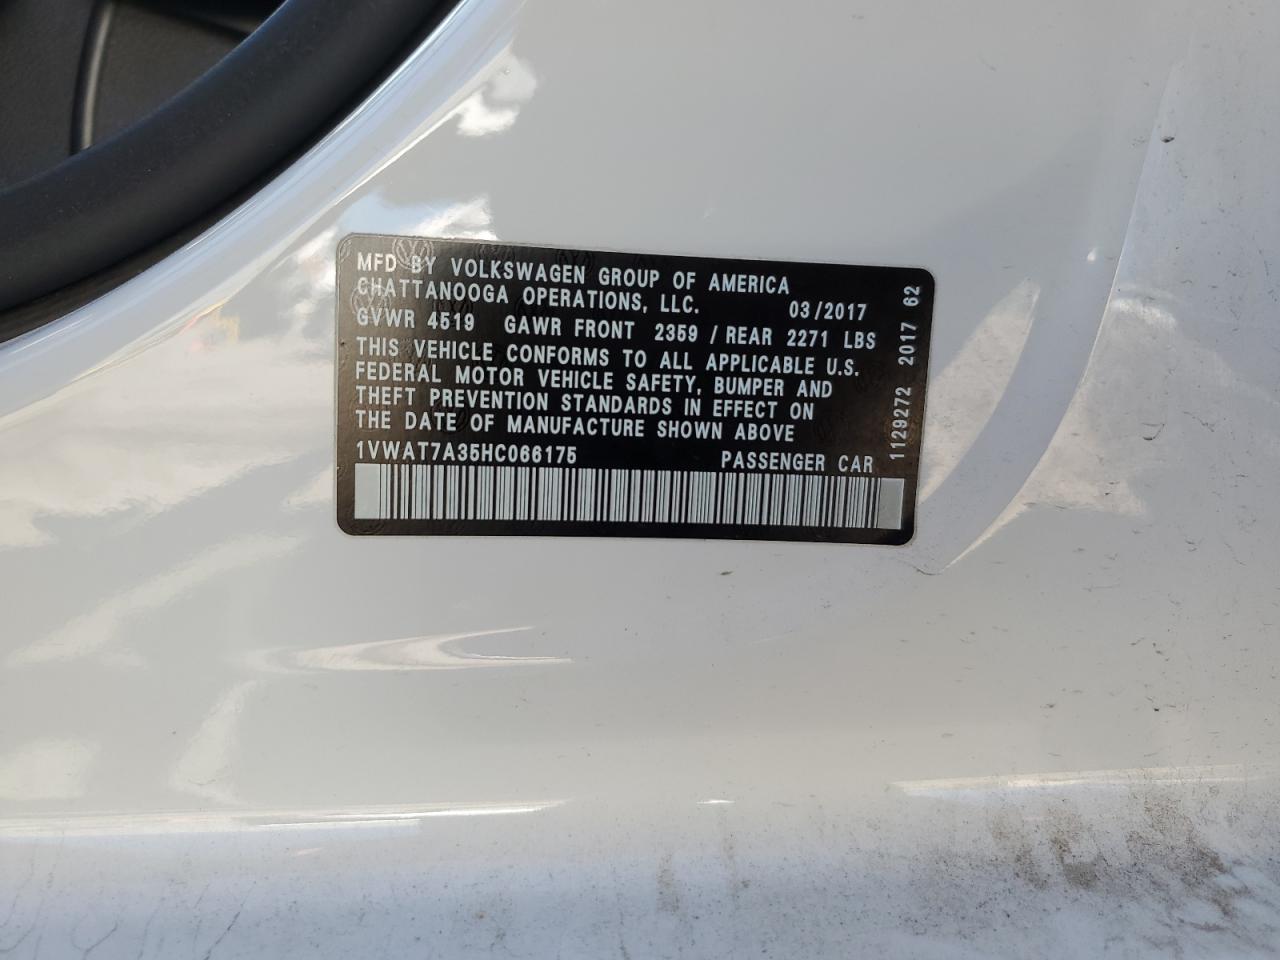 MFD BY VOLKSWAGEN GROUP OF AMERICA
CHATTANOOGA OPERATIONS, LLC. 03/2017
GVWR 4519 GAWR FRONT 2359 / REAR 2271 LBS
THIS VEHICLE CONFORMS TO ALL APPLICABLE U.S.
FEDERAL MOTOR VEHICLE SAFETY, BUMPER AND
THEFT PREVENTION STANDARDS IN EFFECT ON
THE DATE OF MANUFACTURE SHOWN ABOVE
1VWAT7A35HC066175 PASSENGER CAR
1129272 2017 62